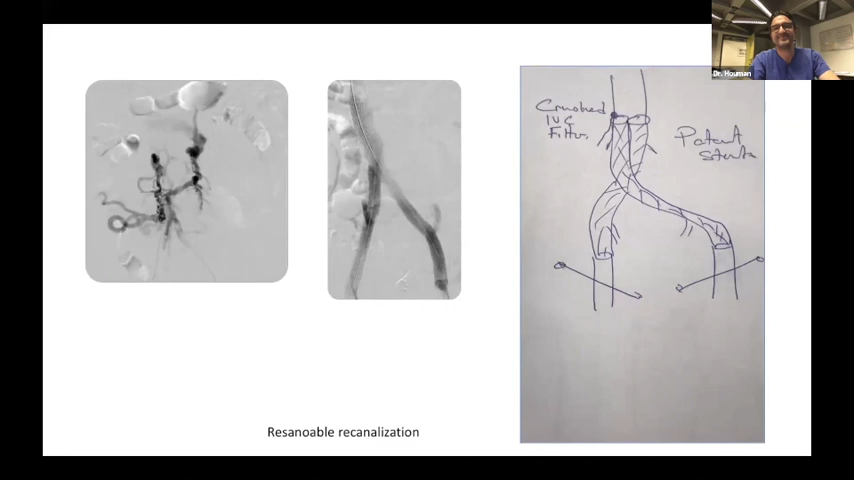 Dr. Houman
Crushed
IVC
Filter.
Patent
Stents
Resanoable recanalization